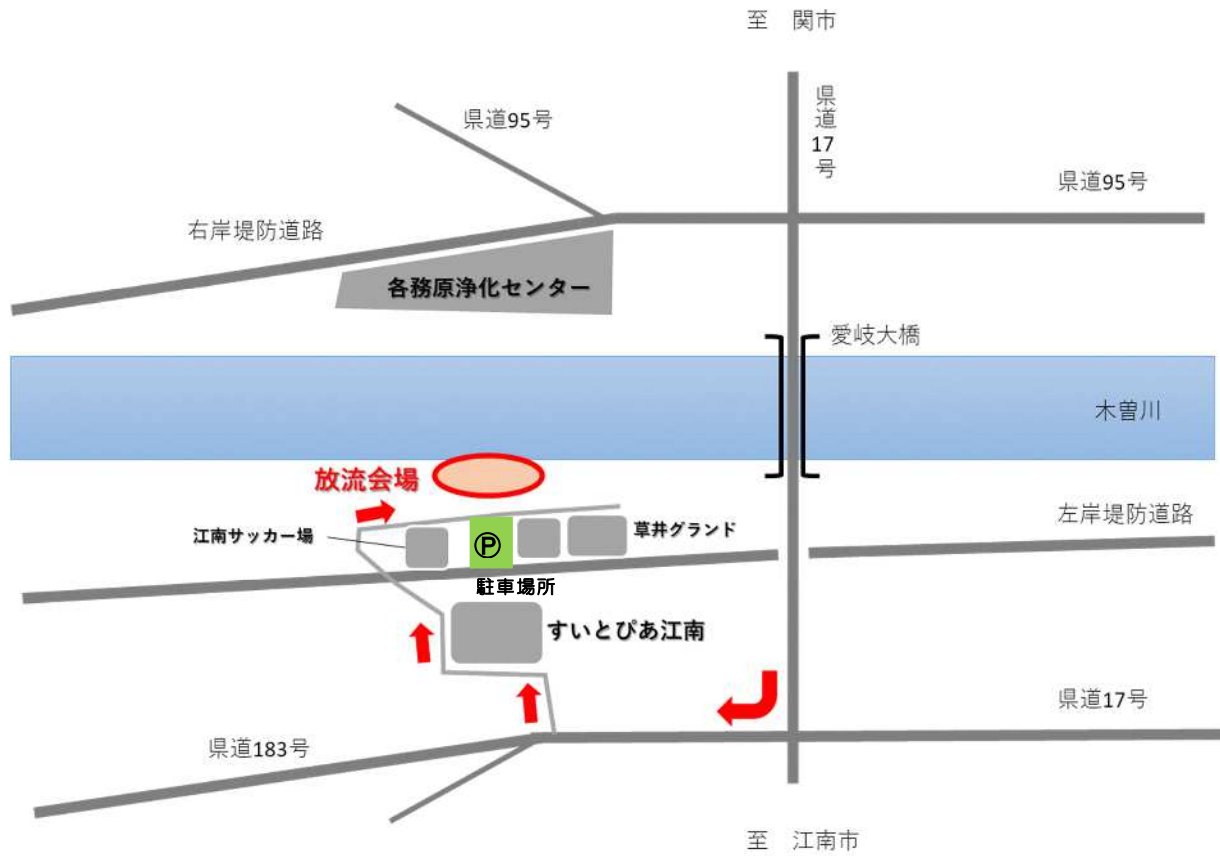 至　関市
県道17号
県道95号
県道95号
右岸堤防道路
各務原浄化センター
愛岐大橋
木曽川
放流会場
左岸堤防道路
江南サッカー場
草井グランド
P
駐車場所
すいとぴあ江南
県道17号
県道183号
至　江南市